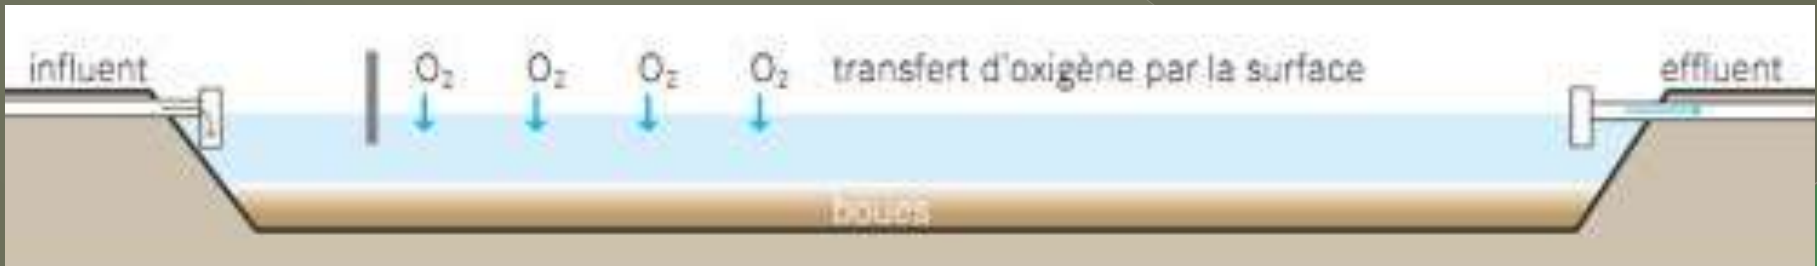 influent
O₂ O₂ O₂ O₂ transfert d'oxigène par la surface
effluent
boues